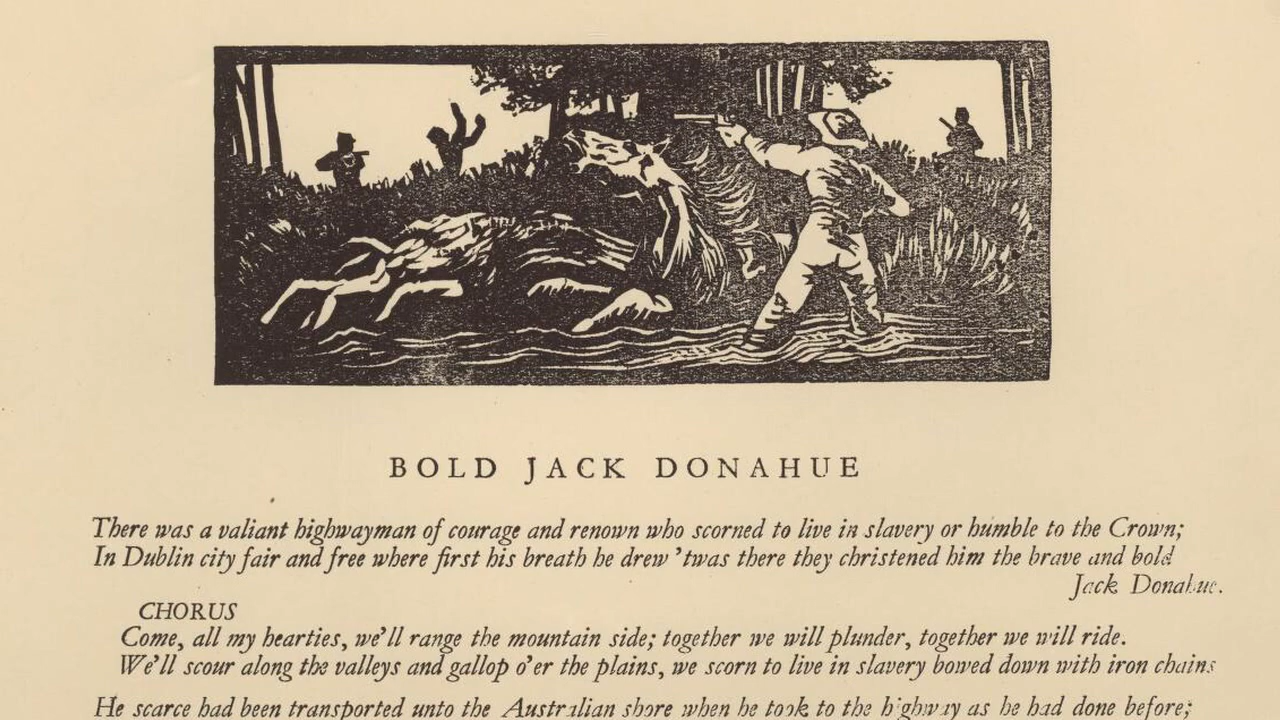 BOLD JACK DONAHUE
There was a valiant highwayman of courage and renown who scorned to live in slavery or humble to the Crown;
In Dublin city fair and free where first his breath he drew 'twas there they christened him the brave and bold
Jack Donahue.
CHORUS
Come, all my hearties, we'll range the mountain side; together we will plunder, together we will ride.
We'll scour along the valleys and gallop o'er the plains, we scorn to live in slavery bowed down with iron chains
He scarce had been transported unto the Australian shore when he took to the highway as he had done before;